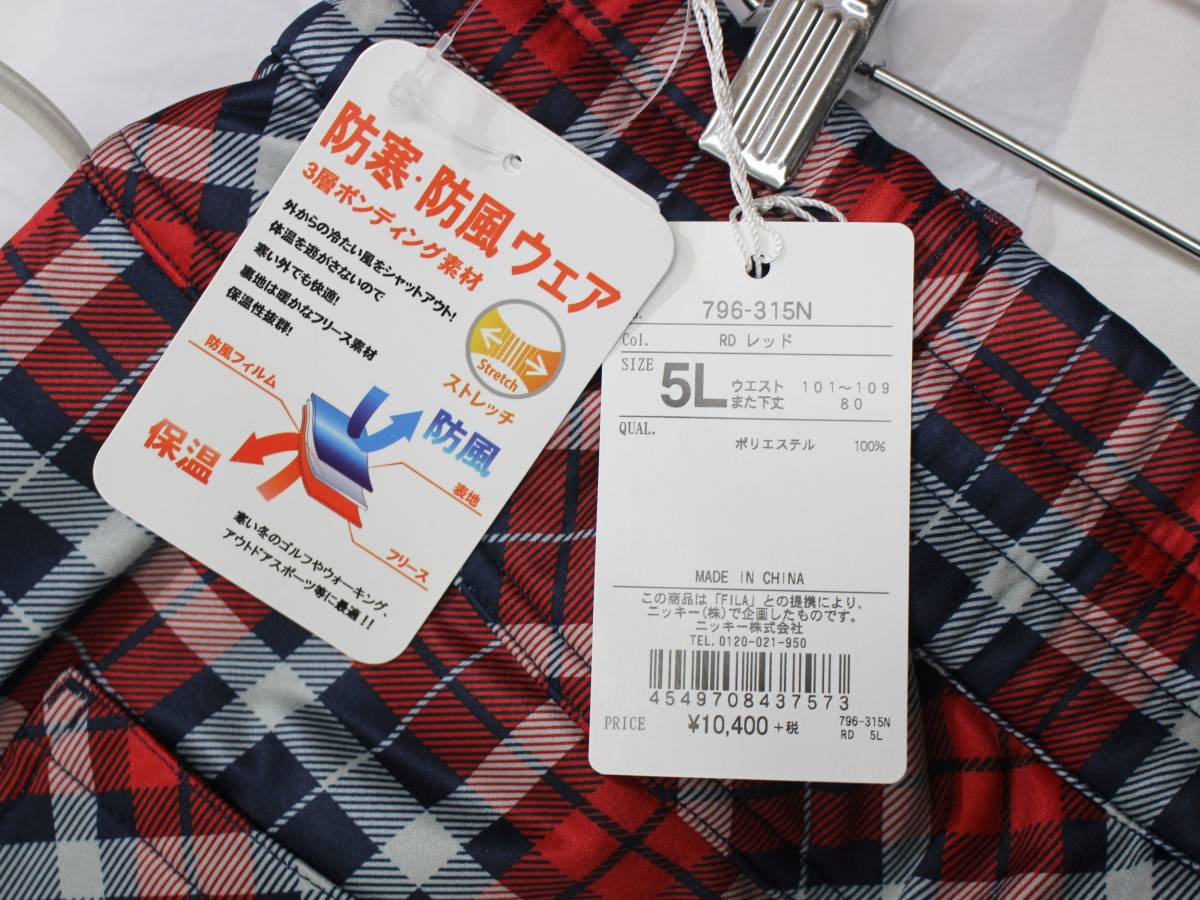 防寒・防風ウェア
3層ボンディング素材
外からの冷たい風をシャットアウト!
体温を逃がさないので
寒い外でも快適!
裏地は暖かなフリース素材
保温性抜群!
Stretch
ストレッチ
防風フィルム
防風
保温
表地
フリース
寒い冬のゴルフやウォーキング、
アウトドアスポーツ等に最適!!
796-315N
Col. RD レッド
SIZE 5L ウエスト 101～109
また下丈 80
QUAL.
ポリエステル 100%
MADE IN CHINA
この商品は「FILA」との提携により、
ニッキー(株)で企画したものです。
ニッキー株式会社
TEL.0120-021-950
4549708437573
PRICE ¥10,400+税 796-315N
RD 5L